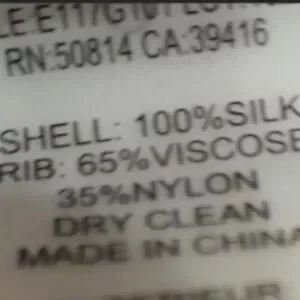 RN:50814 CA:39416
SHELL: 100%SILK
RIB: 65%VISCOSE
35%NYLON
DRY CLEAN
MADE IN CHINA